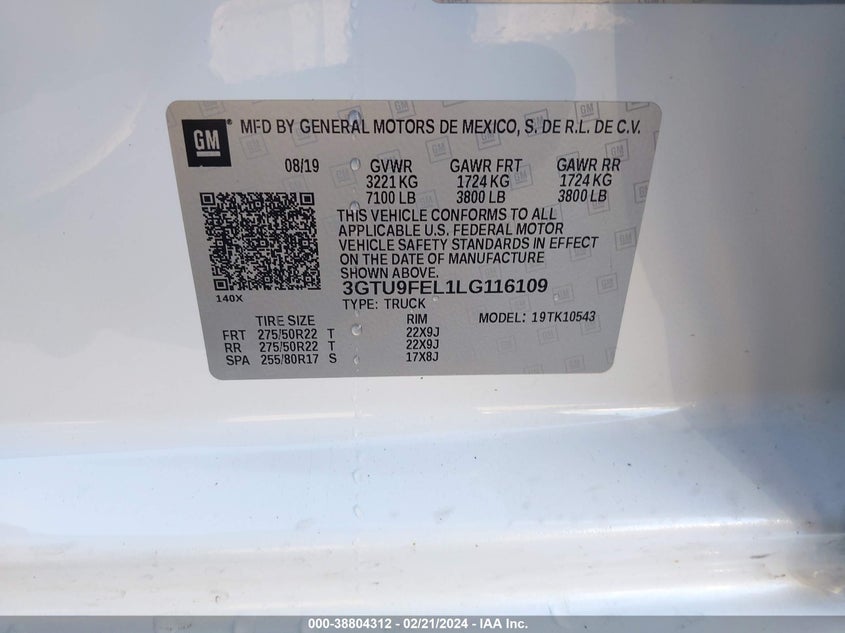 GM® MFD BY GENERAL MOTORS DE MEXICO, S. DE R.L. DE C.V.
08/19 GVWR GAWR FRT GAWR RR
3221 KG 1724 KG 1724 KG
7100 LB 3800 LB 3800 LB
THIS VEHICLE CONFORMS TO ALL
APPLICABLE U.S. FEDERAL MOTOR
VEHICLE SAFETY STANDARDS IN EFFECT
ON THE DATE OF MANUFACTURE
SHOWN ABOVE.
140X 3GTU9FEL1LG116109
TYPE: TRUCK
TIRE SIZE RIM MODEL: 19TK10543
FRT 275/50R22 T 22X9J
RR 275/50R22 T 22X9J
SPA 255/80R17 S 17X8J
000-38804312 - 02/21/2024 - IAA Inc.